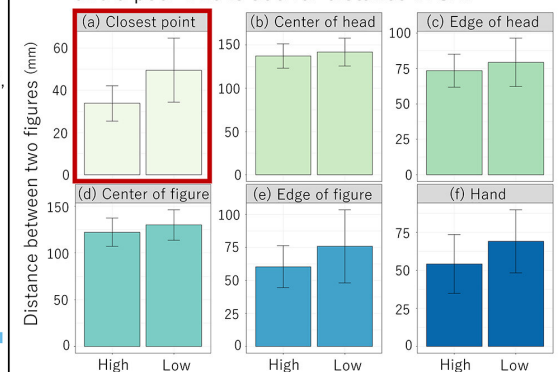 (a) Closest point
(b) Center of head
(c) Edge of head
Distance between two figures (mm)
60
40
20
0
150
100
50
0
100
75
50
25
0
(d) Center of figure
(e) Edge of figure
(f) Hand
150
100
50
0
100
75
50
25
0
75
50
25
0
High Low
High Low
High Low